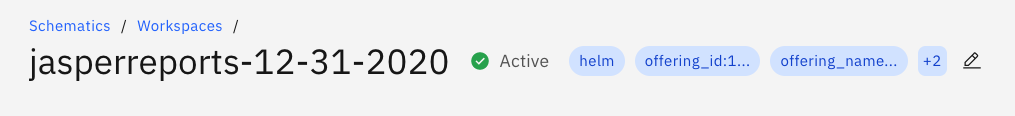 Schematics / Workspaces /
jasperreports-12-31-2020 Active helm offering_id:1... offering_name... +2